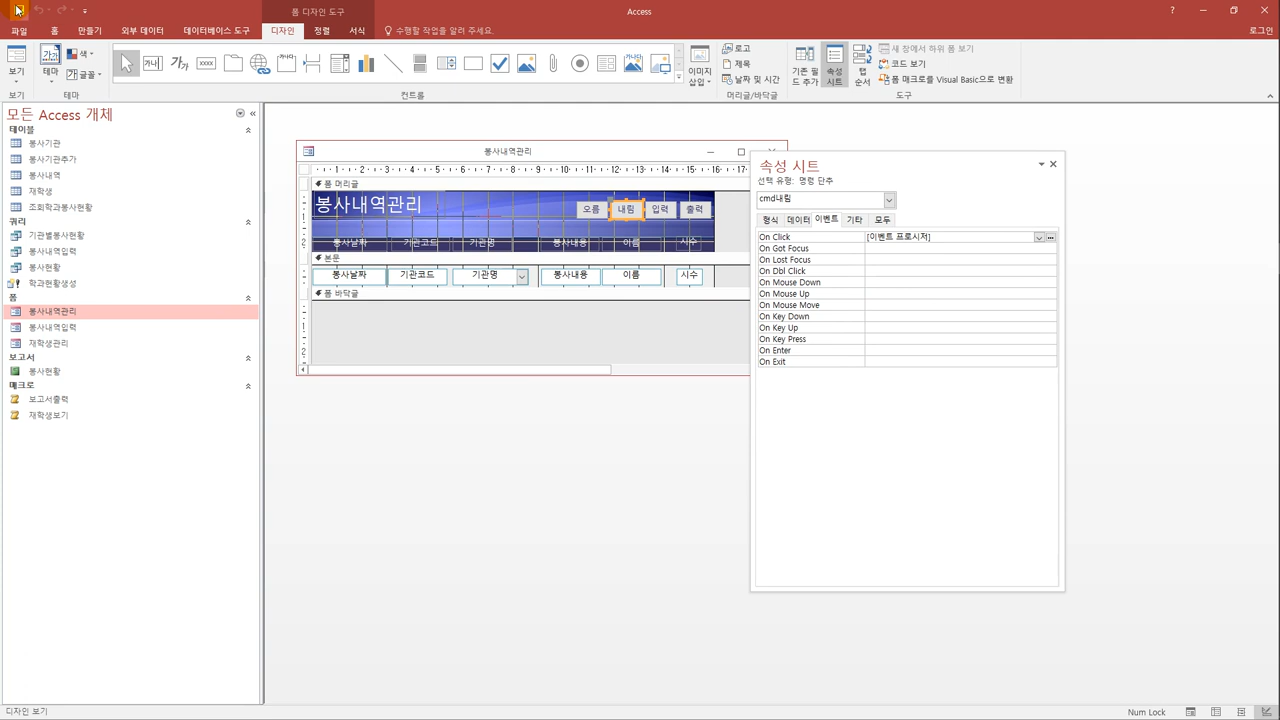 폼 디자인 도구
Access
파일
홈
만들기
외부 데이터
데이터베이스 도구
디자인
정렬
서식
수행할 작업을 알려 주세요.
로그인
보기
테마
색
글꼴
이미지 삽입
로고
제목
날짜 및 시간
기존 필드 추가
속성 시트
탭 순서
새 창에서 하위 폼 보기
코드 보기
폼 매크로를 Visual Basic으로 변환
보기
테마
컨트롤
머리글/바닥글
도구
모든 Access 개체
테이블
봉사기관
봉사기관추가
봉사내역
재학생
조회학과봉사현황
쿼리
기관별봉사현황
봉사내역입력
봉사현황
학과현황생성
폼
봉사내역관리
봉사내역입력
재학생관리
보고서
봉사현황
매크로
보고서출력
재학생보기
봉사내역관리
폼 머리글
봉사내역관리
오름
내림
입력
출력
봉사날짜
기관코드
기관명
봉사내용
이름
시수
본문
봉사날짜
기관코드
기관명
봉사내용
이름
시수
폼 바닥글
속성 시트
선택 유형: 명령 단추
cmd내림
형식
데이터
이벤트
기타
모두
On Click
[이벤트 프로시저]
On Got Focus
On Lost Focus
On Dbl Click
On Mouse Down
On Mouse Up
On Mouse Move
On Key Down
On Key Up
On Key Press
On Enter
On Exit
디자인 보기
Num Lock